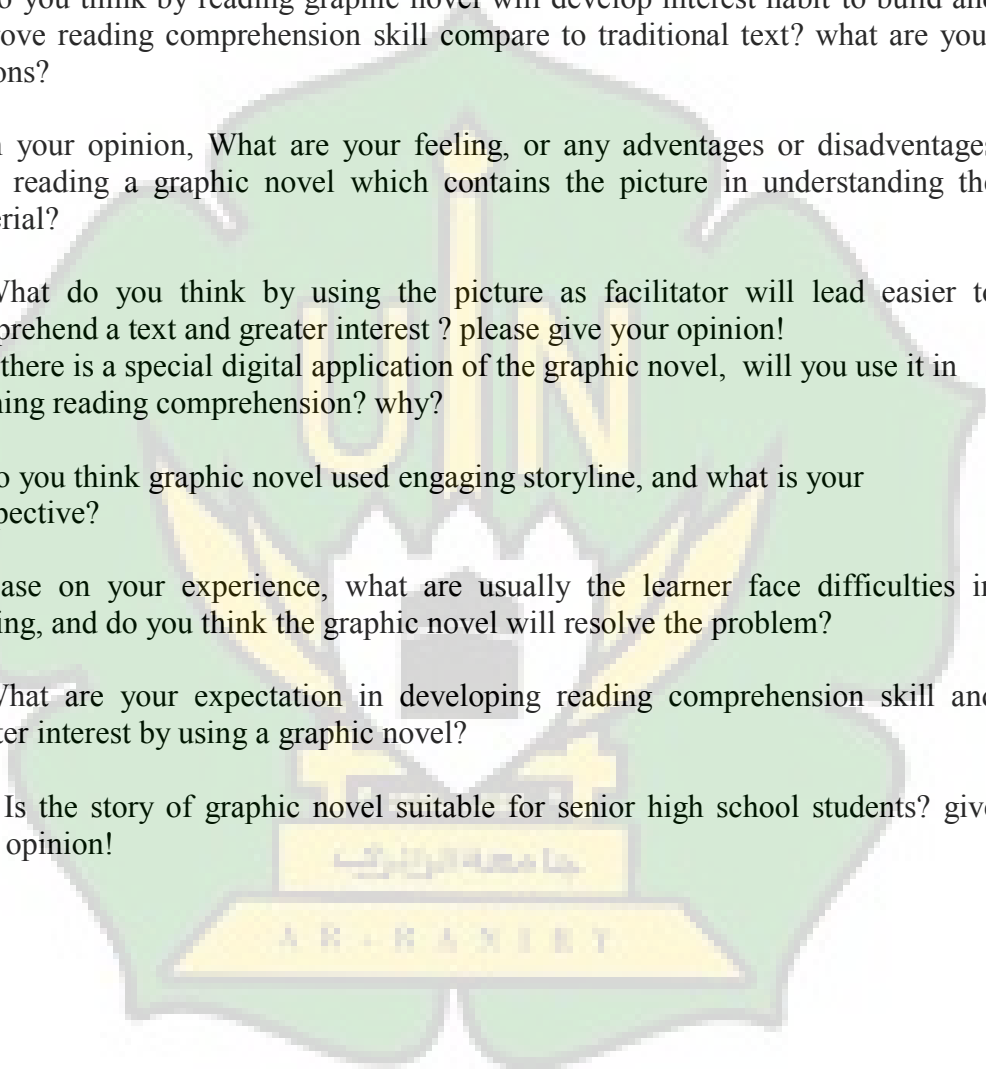 o you think by reading graphic novel will develop interest habit to build and
rove reading comprehension skill compare to traditional text? what are you
ons?
your opinion, What are your feeling, or any adventages or disadventages
reading a graphic novel which contains the picture in understanding the
erial?
What do you think by using the picture as facilitator will lead easier to
prehend a text and greater interest ? please give your opinion!
there is a special digital application of the graphic novel, will you use it in
ning reading comprehension? why?
o you think graphic novel used engaging storyline, and what is your
pective?
ase on your experience, what are usually the learner face difficulties in
ing, and do you think the graphic novel will resolve the problem?
What are your expectation in developing reading comprehension skill and
ter interest by using a graphic novel?
Is the story of graphic novel suitable for senior high school students? give
opinion!
UIN
جامعة الرانيري
AR-RANIRY